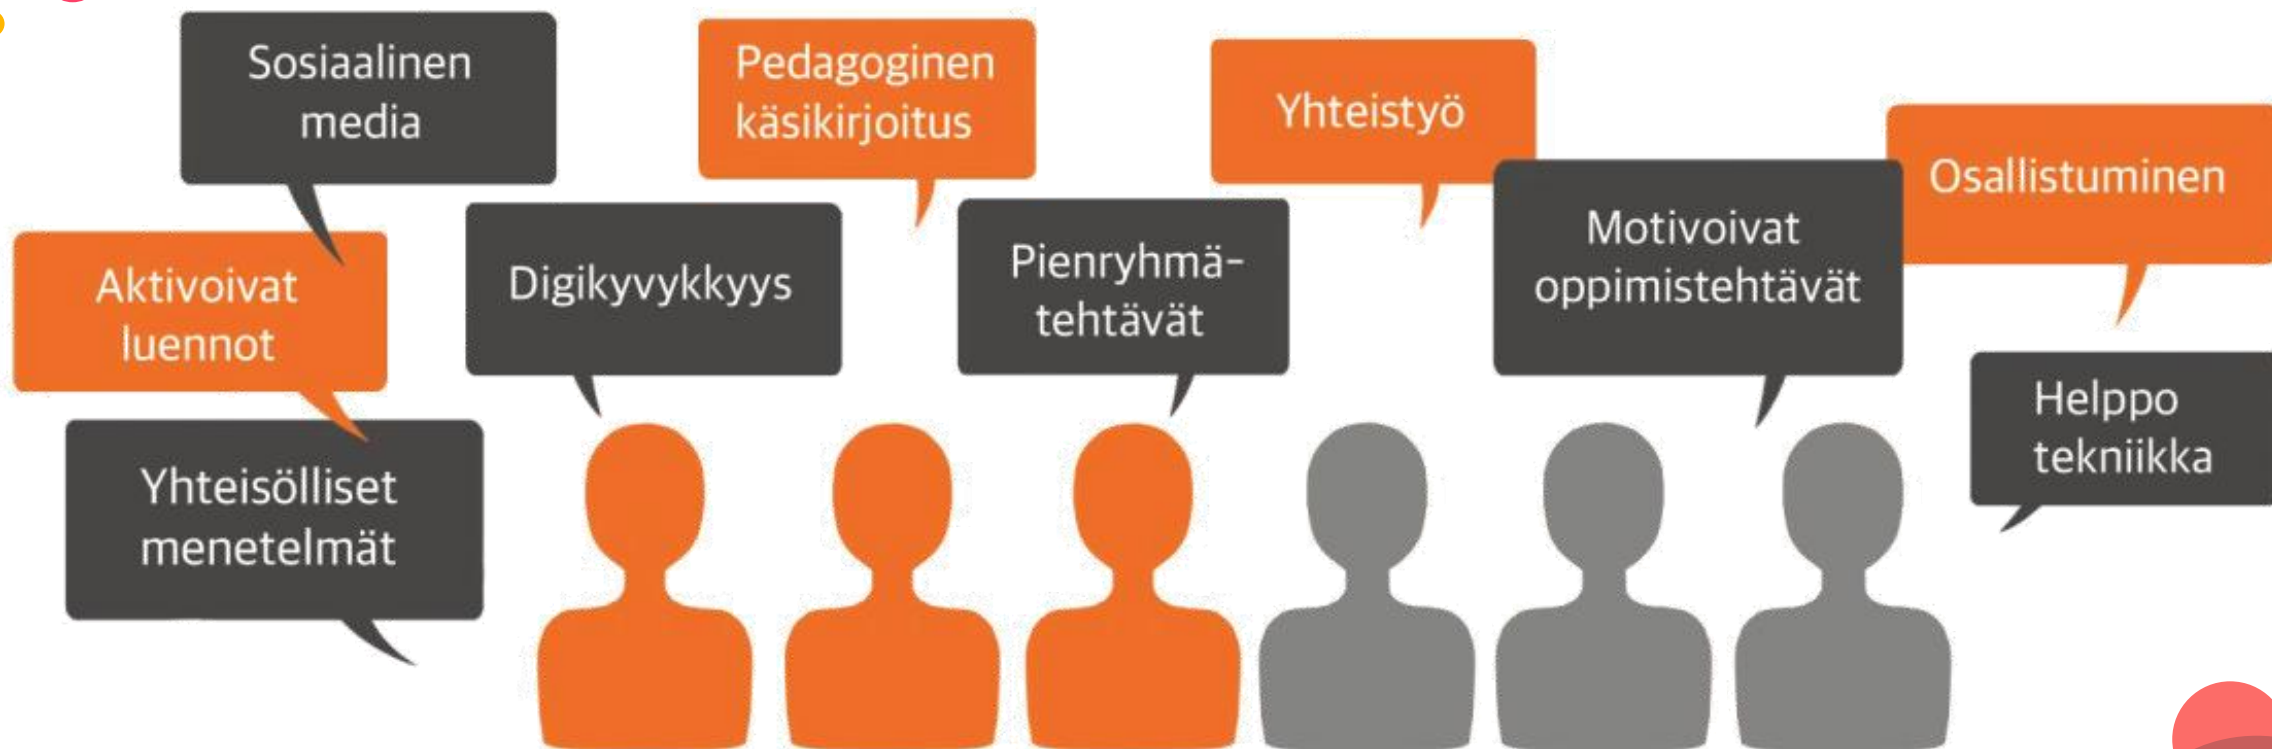 Sosiaalinen
media
Pedagoginen
käsikirjoitus
Yhteistyö
Osallistuminen
Aktivoivat
luennot
Digikyvykkyys
Pienryhmä-
tehtävät
Motivoivat
oppimistehtävät
Helppo
tekniikka
Yhteisölliset
menetelmät